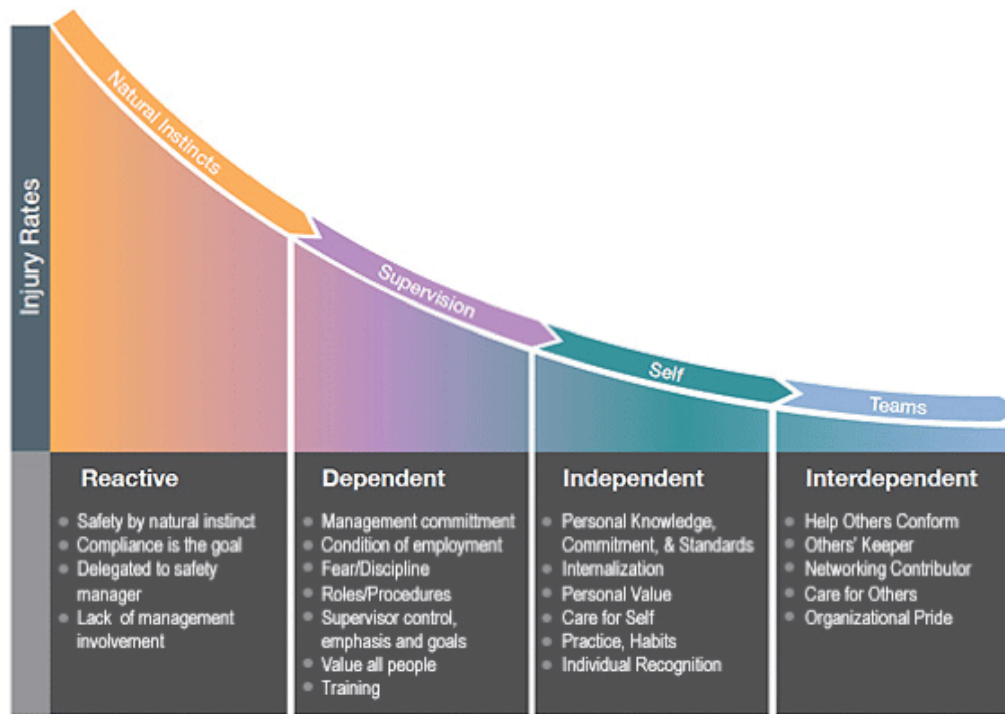 Injury Rates
Natural Instincts
Supervision
Self
Teams
Reactive
Safety by natural instinct
Compliance is the goal
Delegated to safety
manager
Lack of management
involvement
Dependent
Management committment
Condition of employment
Fear/Discipline
Roles/Procedures
Supervisor control,
emphasis and goals
Value all people
Training
Independent
Personal Knowledge,
Commitment, & Standards
Internalization
Personal Value
Care for Self
Practice, Habits
Individual Recognition
Interdependent
Help Others Conform
Others' Keeper
Networking Contributor
Care for Others
Organizational Pride